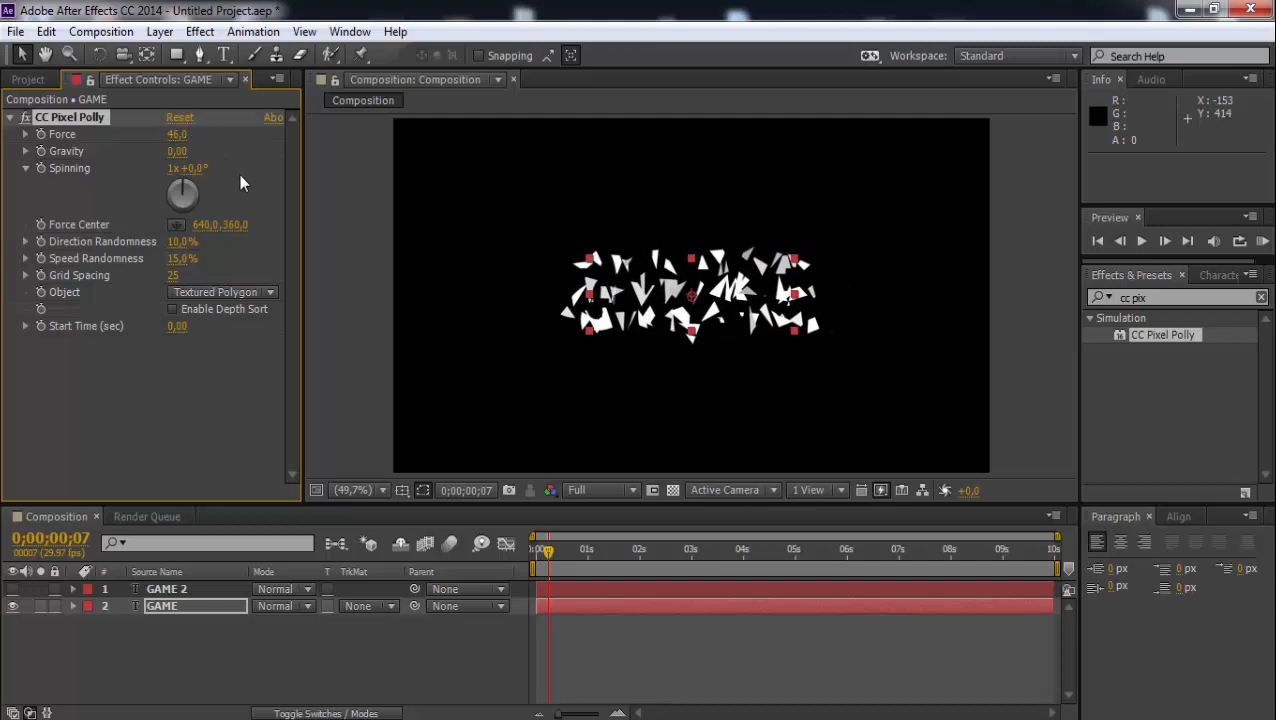 Adobe After Effects CC 2014 - Untitled Project.aep *
File Edit Composition Layer Effect Animation View Window Help
Snapping
Workspace: Standard
Search Help
Project Effect Controls: GAME
Composition • GAME
fx CC Pixel Polly Reset Abo
Force 46,0
Gravity 0,00
Spinning 1x+0,0°
Force Center 640,0,360,0
Direction Randomness 10,0%
Speed Randomness 15,0%
Grid Spacing 25
Object Textured Polygon
Enable Depth Sort
Start Time (sec) 0,00
Composition: Composition
Composition
(49,7%) 0;00;00;07 Full Active Camera 1 View +0,0
Info Audio
R: X: -153
G: Y: 414
B:
A: 0
Preview
Effects & Presets Characte
cc pix
Simulation
CC Pixel Polly
Composition Render Queue
0;00;00;07
00007 (29.97 fps)
01s 02s 03s 04s 05s 06s 07s 08s 09s 10s
# Source Name Mode T TrkMat Parent
1 T GAME 2 Normal None
2 T GAME Normal None None
Toggle Switches / Modes
Paragraph Align
0 px 0 px 0 px
0 px 0 px